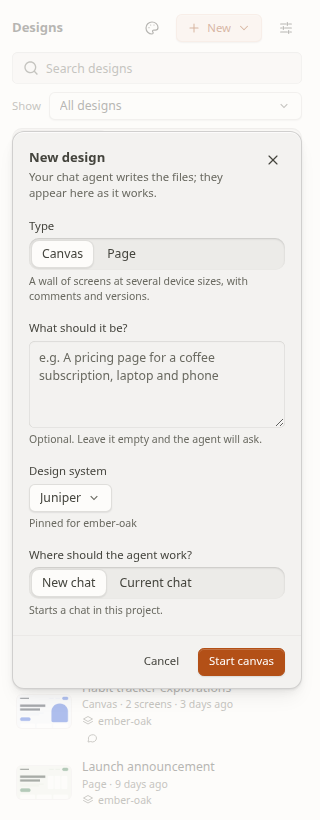 Designs
New
Search designs
Show
All designs
New design
Your chat agent writes the files; they
appear here as it works.
Type
Canvas
Page
A wall of screens at several device sizes, with
comments and versions.
What should it be?
e.g. A pricing page for a coffee
subscription, laptop and phone
Optional. Leave it empty and the agent will ask.
Design system
Juniper
Pinned for ember-oak
Where should the agent work?
New chat
Current chat
Starts a chat in this project.
Cancel
Start canvas
Habit tracker explorations
Canvas · 2 screens · 3 days ago
ember-oak
Launch announcement
Page · 9 days ago
ember-oak